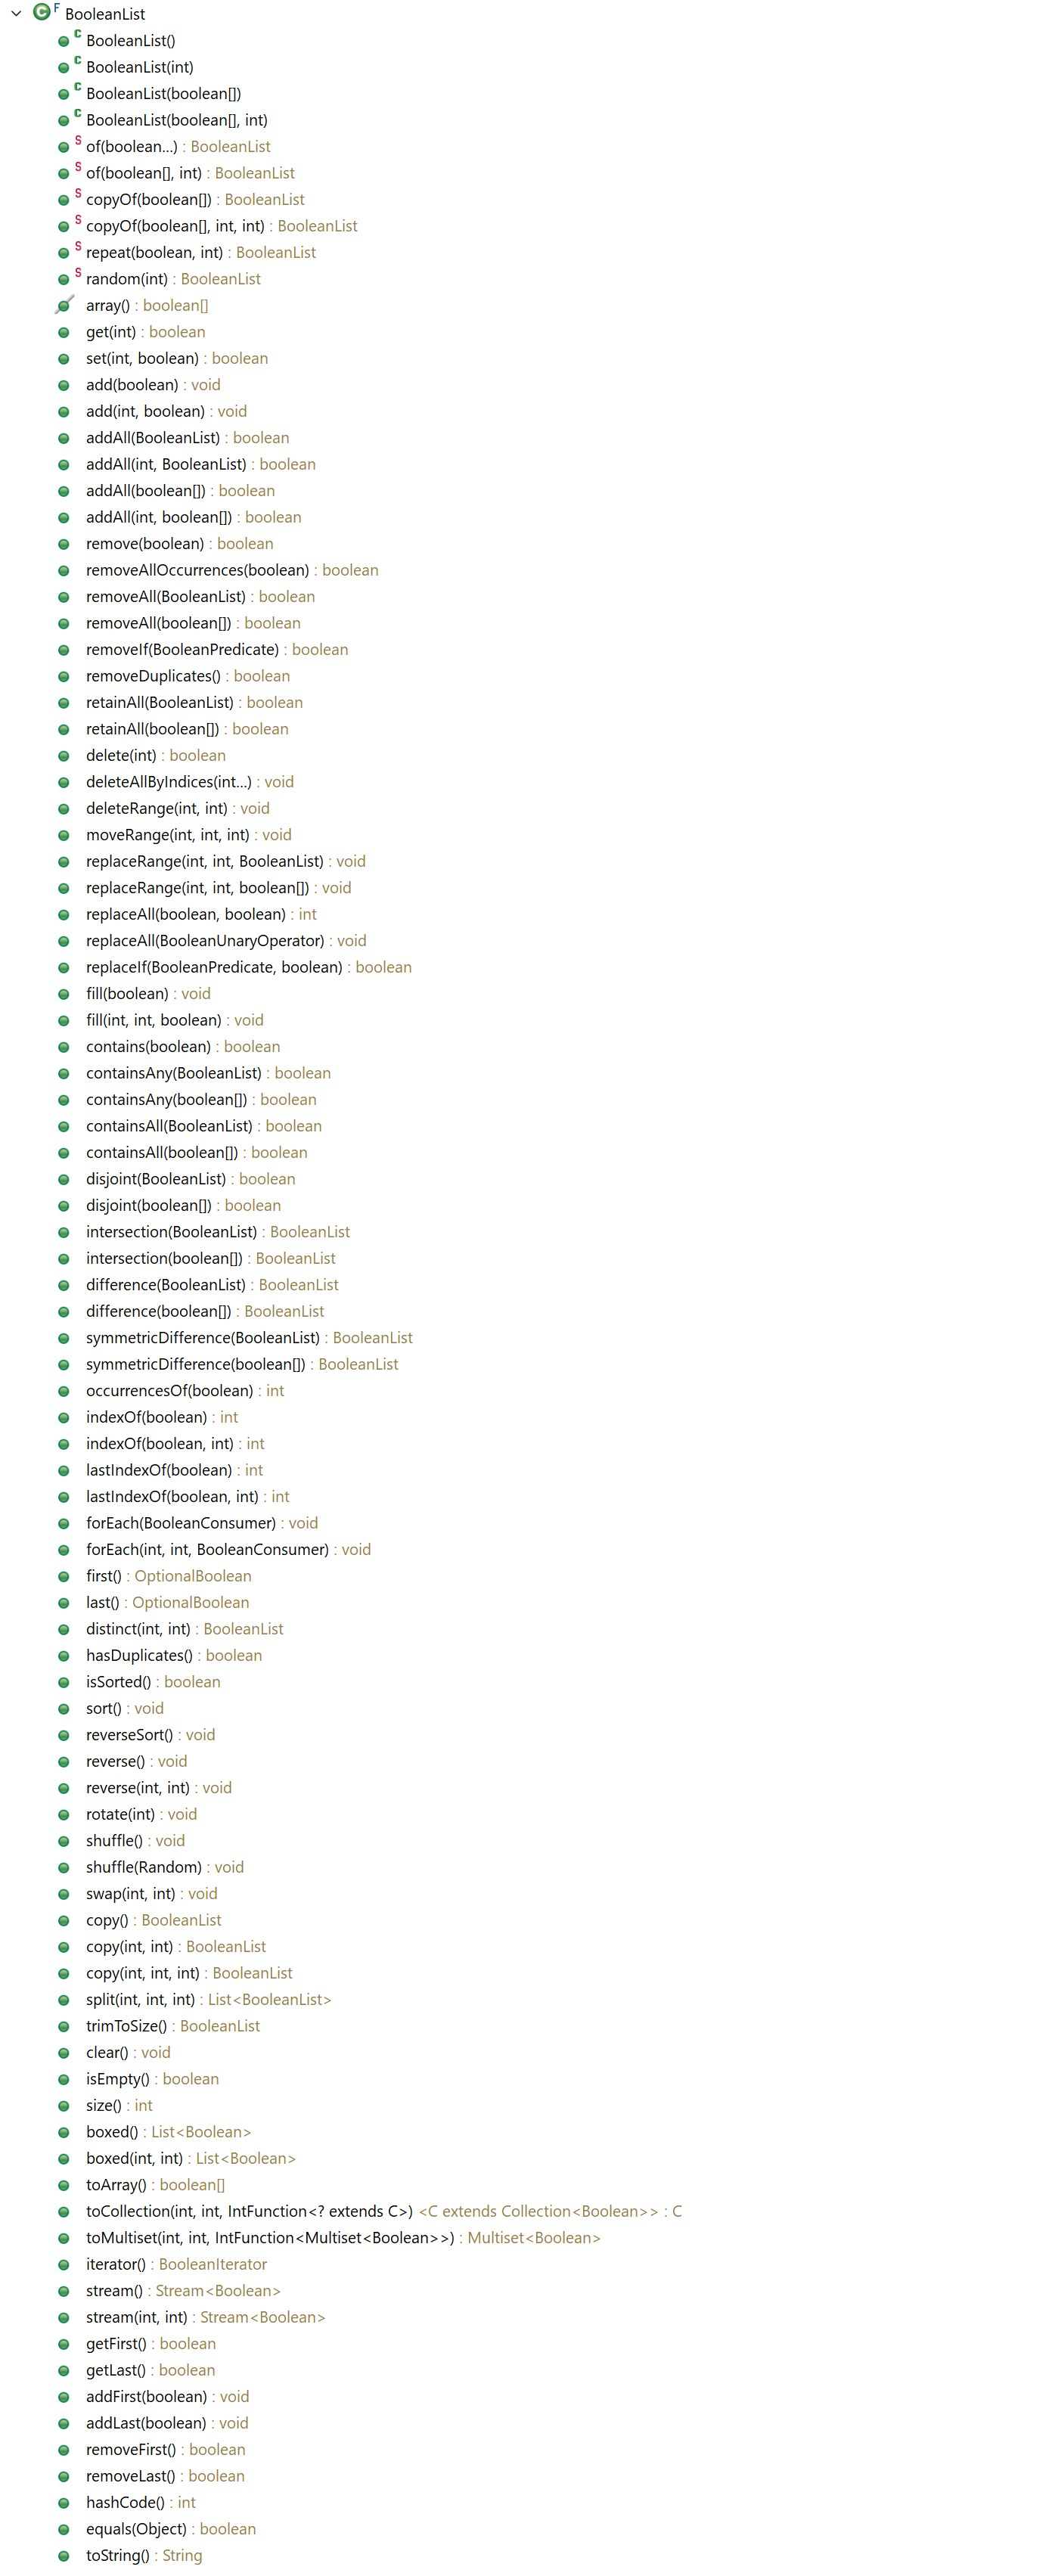 BooleanList
BooleanList()
BooleanList(int)
BooleanList(boolean[])
BooleanList(boolean[], int)
of(boolean...) : BooleanList
of(boolean[], int) : BooleanList
copyOf(boolean[]) : BooleanList
copyOf(boolean[], int, int) : BooleanList
repeat(boolean, int) : BooleanList
random(int) : BooleanList
array() : boolean[]
get(int) : boolean
set(int, boolean) : boolean
add(boolean) : void
add(int, boolean) : void
addAll(BooleanList) : boolean
addAll(int, BooleanList) : boolean
addAll(boolean[]) : boolean
addAll(int, boolean[]) : boolean
remove(boolean) : boolean
removeAllOccurrences(boolean) : boolean
removeAll(BooleanList) : boolean
removeAll(boolean[]) : boolean
removeIf(BooleanPredicate) : boolean
removeDuplicates() : boolean
retainAll(BooleanList) : boolean
retainAll(boolean[]) : boolean
delete(int) : boolean
deleteAllByIndices(int...) : void
deleteRange(int, int) : void
moveRange(int, int, int) : void
replaceRange(int, int, BooleanList) : void
replaceRange(int, int, boolean[]) : void
replaceAll(boolean, boolean) : int
replaceAll(BooleanUnaryOperator) : void
replaceIf(BooleanPredicate, boolean) : boolean
fill(boolean) : void
fill(int, int, boolean) : void
contains(boolean) : boolean
containsAny(BooleanList) : boolean
containsAny(boolean[]) : boolean
containsAll(BooleanList) : boolean
containsAll(boolean[]) : boolean
disjoint(BooleanList) : boolean
disjoint(boolean[]) : boolean
intersection(BooleanList) : BooleanList
intersection(boolean[]) : BooleanList
difference(BooleanList) : BooleanList
difference(boolean[]) : BooleanList
symmetricDifference(BooleanList) : BooleanList
symmetricDifference(boolean[]) : BooleanList
occurrencesOf(boolean) : int
indexOf(boolean) : int
indexOf(boolean, int) : int
lastIndexOf(boolean) : int
lastIndexOf(boolean, int) : int
forEach(BooleanConsumer) : void
forEach(int, int, BooleanConsumer) : void
first() : OptionalBoolean
last() : OptionalBoolean
distinct(int, int) : BooleanList
hasDuplicates() : boolean
isSorted() : boolean
sort() : void
reverseSort() : void
reverse() : void
reverse(int, int) : void
rotate(int) : void
shuffle() : void
shuffle(Random) : void
swap(int, int) : void
copy() : BooleanList
copy(int, int) : BooleanList
copy(int, int, int) : BooleanList
split(int, int, int) : List<BooleanList>
trimToSize() : BooleanList
clear() : void
isEmpty() : boolean
size() : int
boxed() : List<Boolean>
boxed(int, int) : List<Boolean>
toArray() : boolean[]
toCollection(int, int, IntFunction<? extends C>) <C extends Collection<Boolean>> : C
toMultiset(int, int, IntFunction<Multiset<Boolean>>) : Multiset<Boolean>
iterator() : BooleanIterator
stream() : Stream<Boolean>
stream(int, int) : Stream<Boolean>
getFirst() : boolean
getLast() : boolean
addFirst(boolean) : void
addLast(boolean) : void
removeFirst() : boolean
removeLast() : boolean
hashCode() : int
equals(Object) : boolean
toString() : String